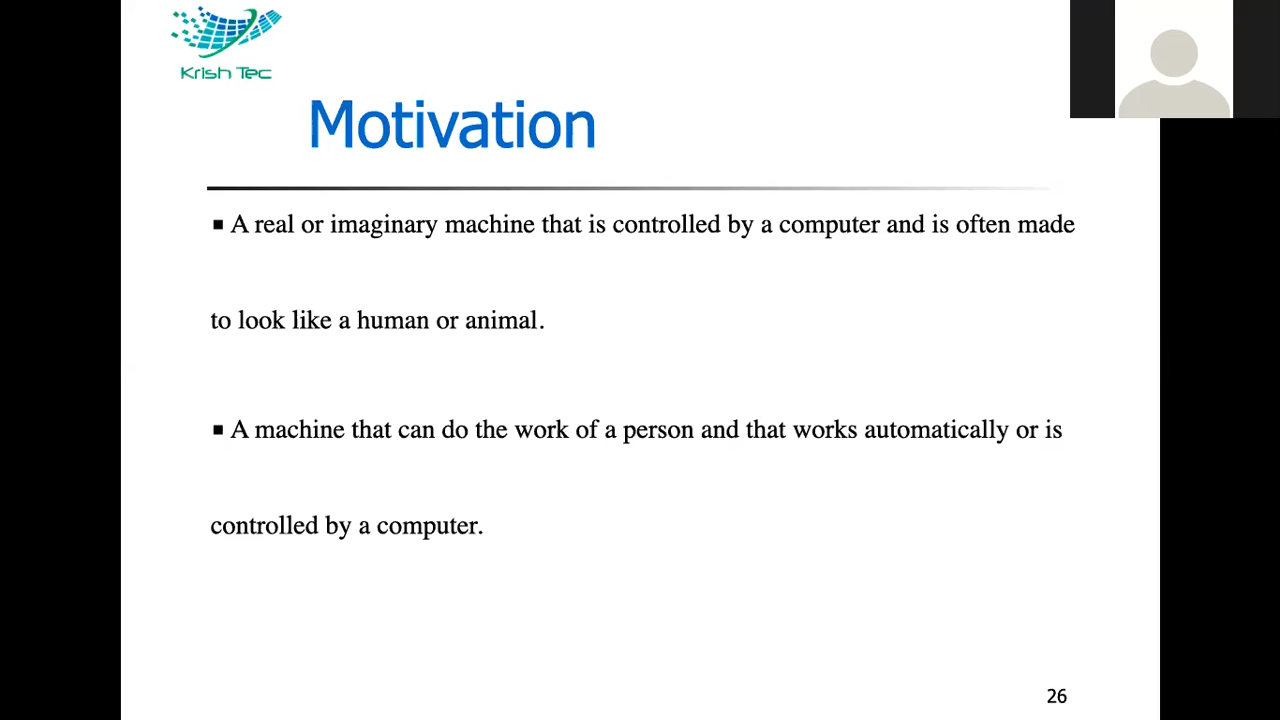 Krish Tec
Motivation
▪ A real or imaginary machine that is controlled by a computer and is often made
to look like a human or animal.
▪ A machine that can do the work of a person and that works automatically or is
controlled by a computer.
26